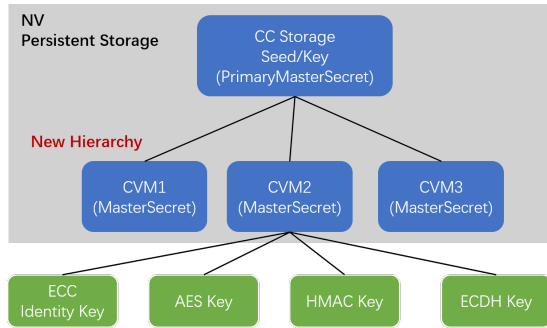 NV
Persistent Storage
CC Storage
Seed/Key
(PrimaryMasterSecret)
New Hierarchy
CVM1
(MasterSecret)
CVM2
(MasterSecret)
CVM3
(MasterSecret)
ECC
Identity Key
AES Key
HMAC Key
ECDH Key